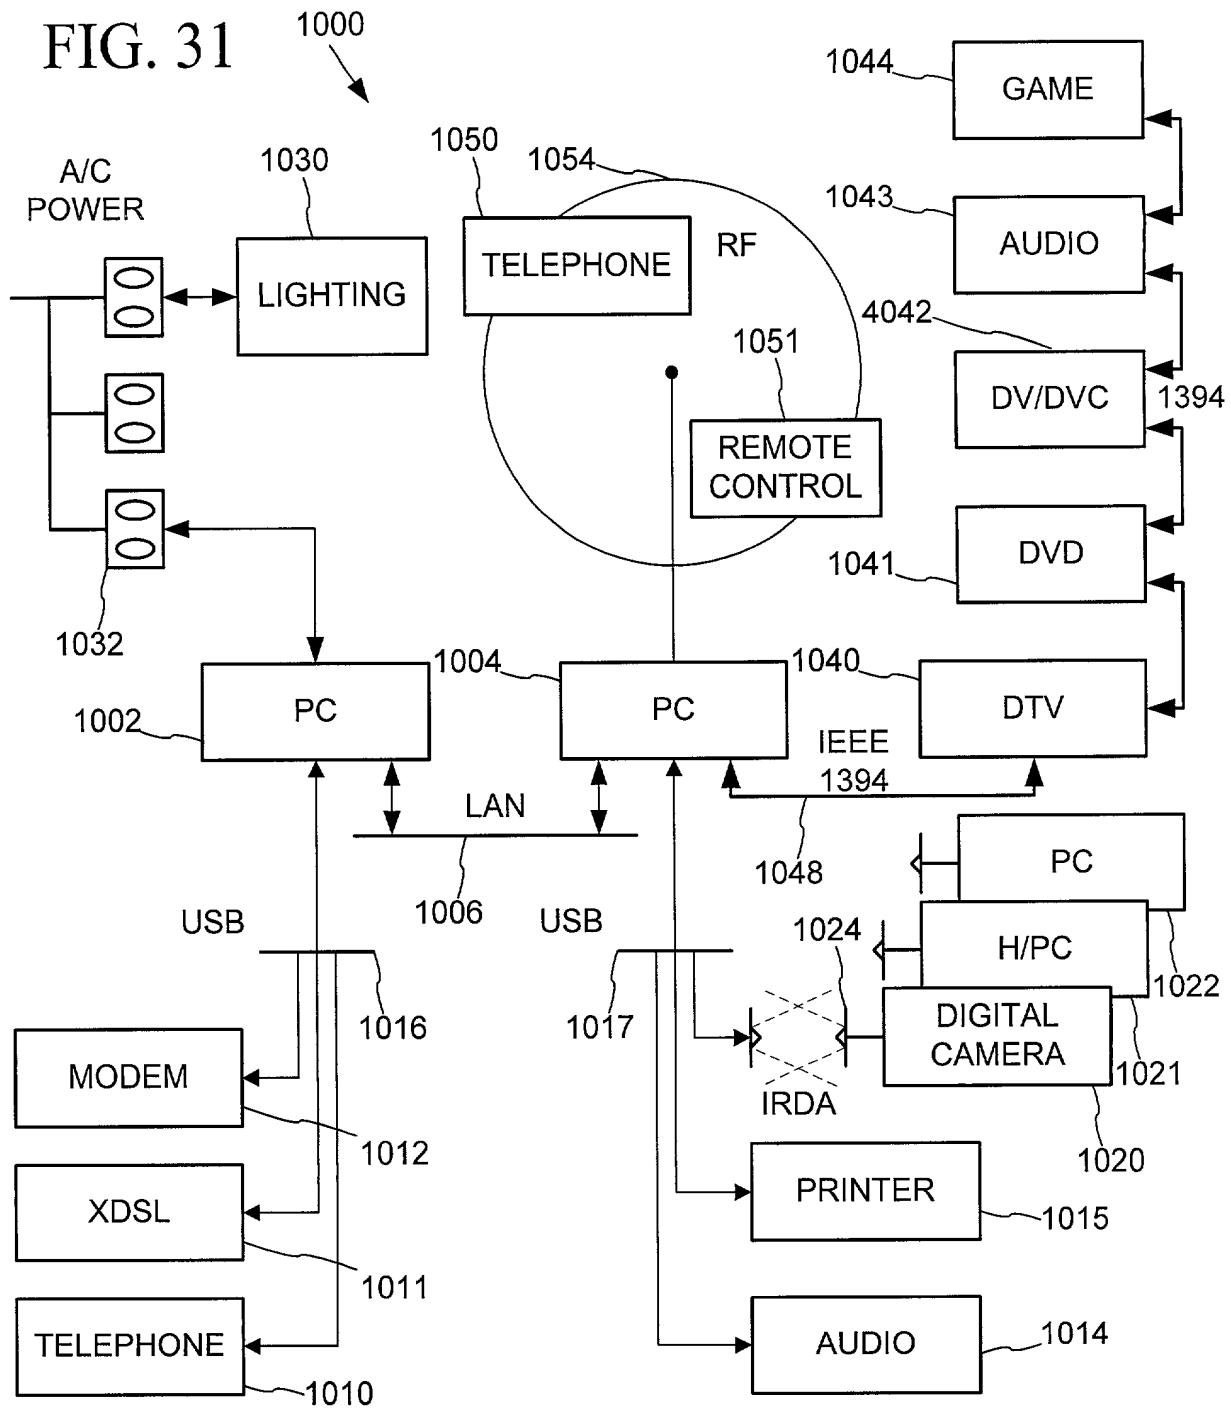 FIG. 31
1000
1044
GAME
1050
1054
A/C
POWER
1030
1043
AUDIO
RF
TELEPHONE
LIGHTING
4042
1051
DV/DVC
1394
REMOTE
CONTROL
DVD
1041
1032
1004
1040
PC
PC
DTV
1002
IEEE
1394
LAN
1048
PC
1006
USB
USB
1024
H/PC
1022
1016
1017
DIGITAL
CAMERA
1021
MODEM
IRDA
1012
1020
XDSL
PRINTER
1015
1011
TELEPHONE
AUDIO
1014
1010